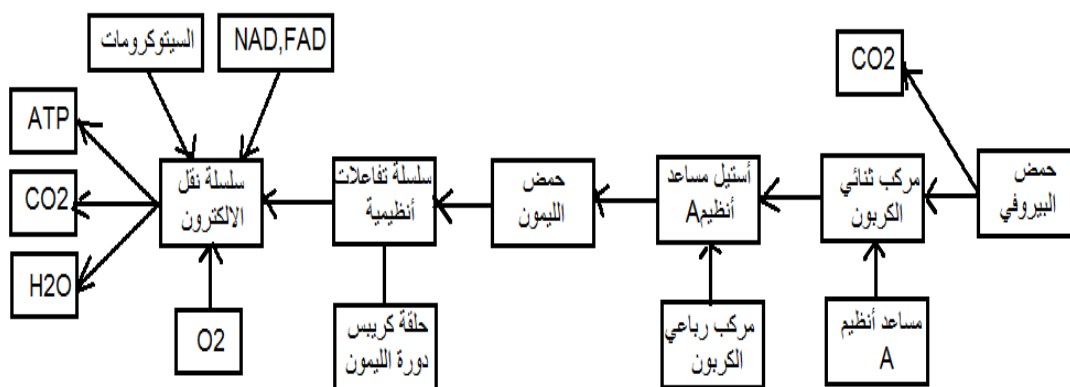 السيتوكرومات
NAD,FAD
CO2
ATP
CO2
H2O
حمض
البيروفي
مركب ثنائي
الكربون
أستيل مساعد
أنظيمA
حمض
الليمون
سلسلة تفاعلات
أنظيمية
سلسلة نقل
الالكترون
مساعد أنظيم
A
مركب رباعي
الكربون
حلقة كريبس
دورة الليمون
O2